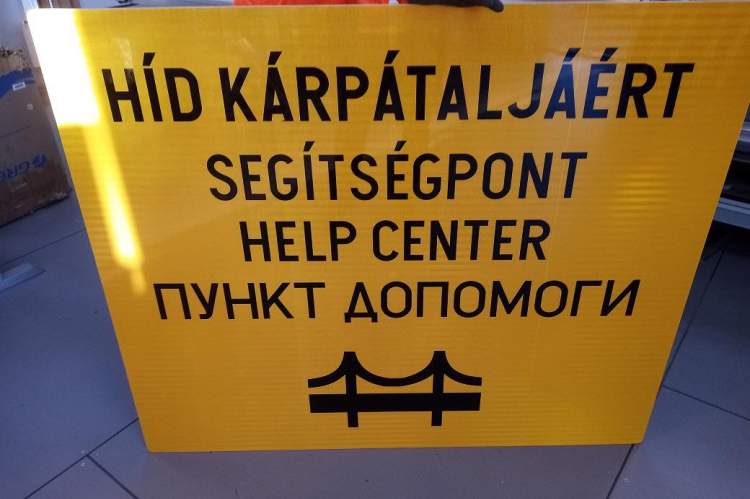 HÍD KÁRPÁTALJÁÉRT
SEGÍTSÉGPONT
HELP CENTER
ПУНКТ ДОПОМОГИ